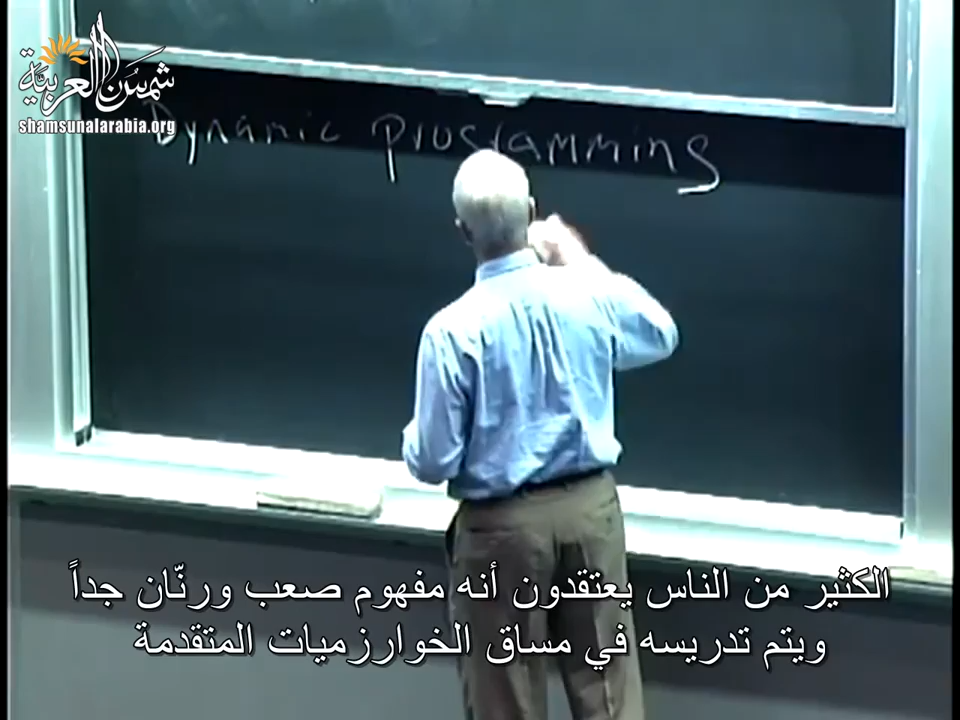 شمس العربية
shamsunalarabia.org
Dynamic programming
الكثير من الناس يعتقدون أنه مفهوم صعب ورنّان جداً
ويتم تدريسه في مساق الخوارزميات المتقدمة